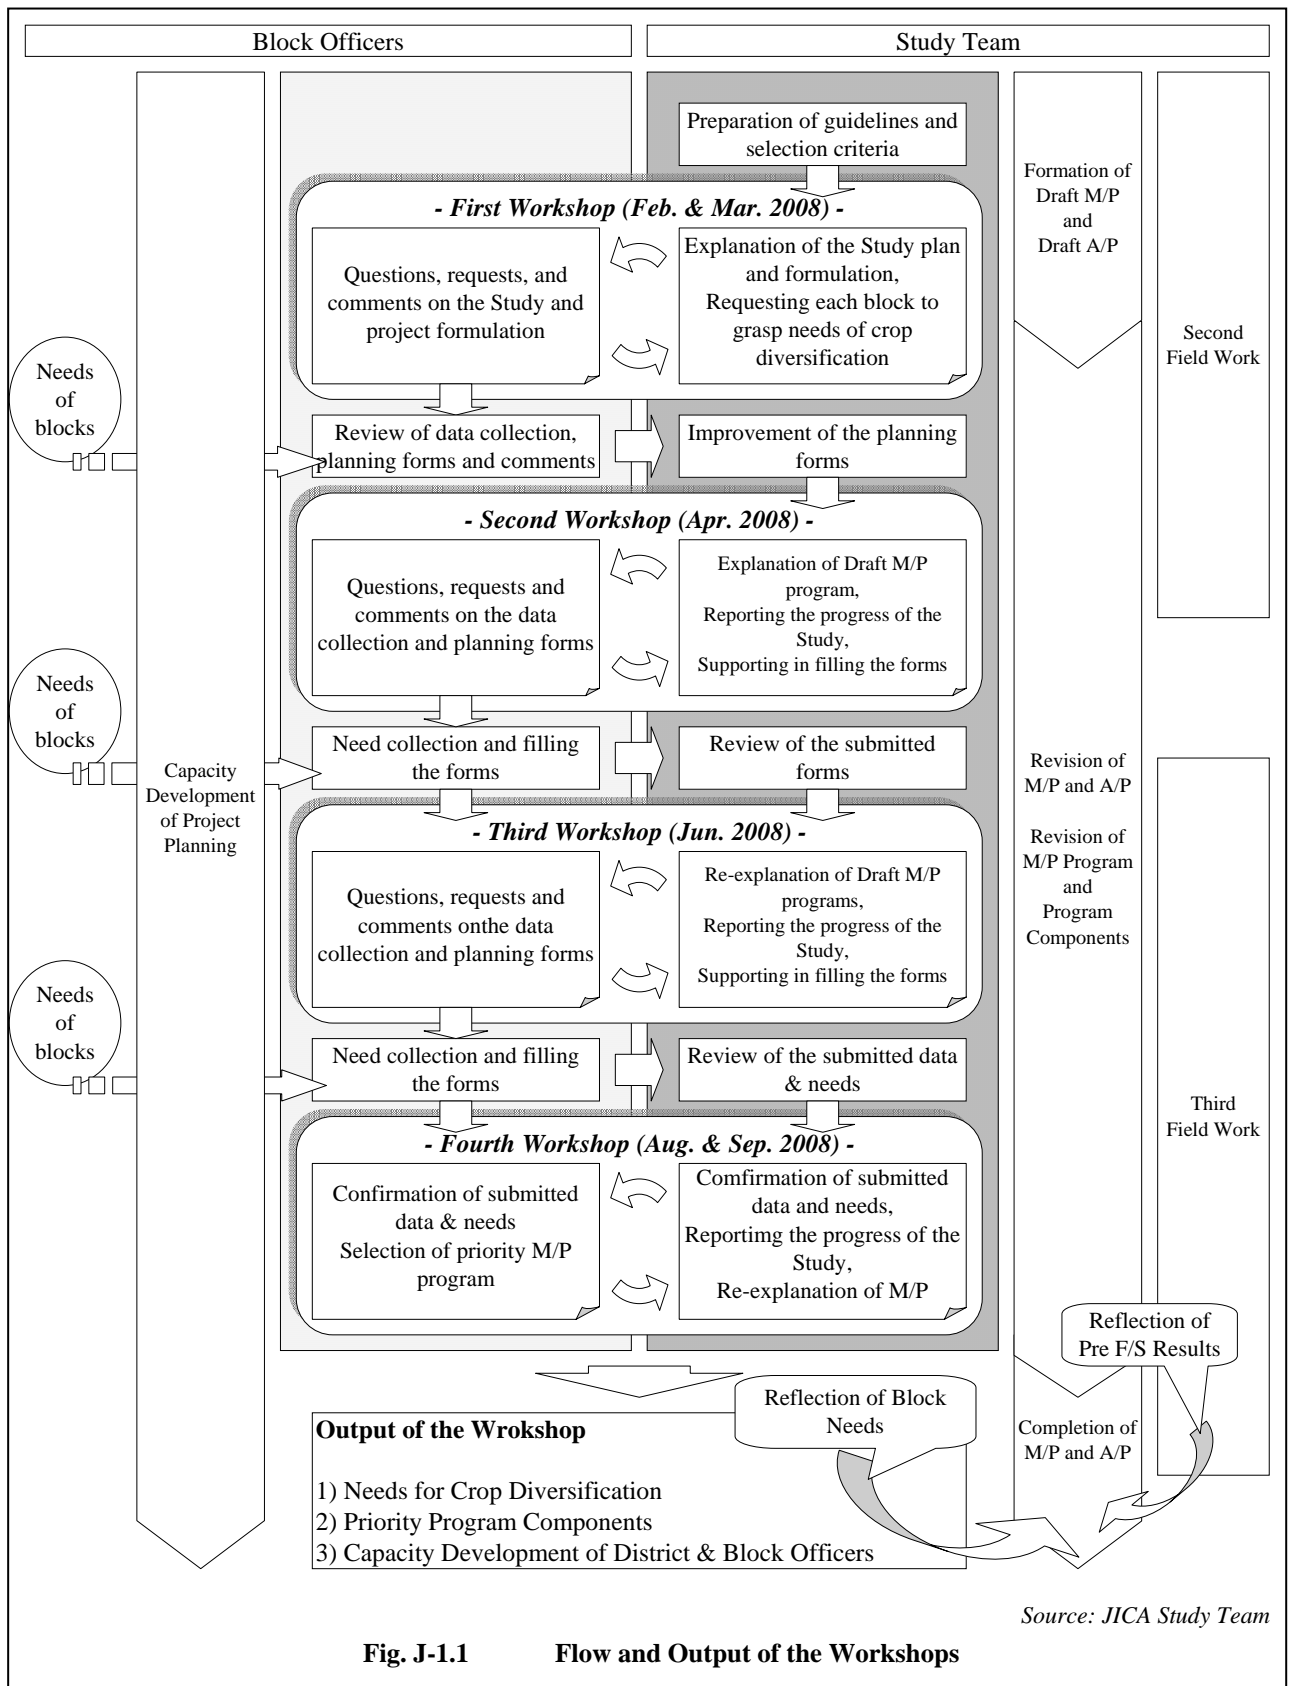 Block Officers
Study Team
Preparation of guidelines and
selection criteria
- First Workshop (Feb. & Mar. 2008) -
Questions, requests, and
comments on the Study and
project formulation
Explanation of the Study plan
and formulation,
Requesting each block to
grasp needs of crop
diversification
Formation of
Draft M/P
and
Draft A/P
Second
Field Work
Needs
of
blocks
Review of data collection,
planning forms and comments
Improvement of the planning
forms
- Second Workshop (Apr. 2008) -
Questions, requests and
comments on the data
collection and planning forms
Explanation of Draft M/P
program,
Reporting the progress of the
Study,
Supporting in filling the forms
Needs
of
blocks
Need collection and filling
the forms
Review of the submitted
forms
Capacity
Development
of Project
Planning
Revision of
M/P and A/P
Revision of
M/P Program
and
Program
Components
- Third Workshop (Jun. 2008) -
Questions, requests and
comments onthe data
collection and planning forms
Re-explanation of Draft M/P
programs,
Reporting the progress of the
Study,
Supporting in filling the forms
Needs
of
blocks
Need collection and filling
the forms
Review of the submitted data
& needs
Third
Field Work
- Fourth Workshop (Aug. & Sep. 2008) -
Confirmation of submitted
data & needs
Selection of priority M/P
program
Comfirmation of submitted
data and needs,
Reportimg the progress of the
Study,
Re-explanation of M/P
Reflection of
Pre F/S Results
Reflection of Block
Needs
Completion of
M/P and A/P
Output of the Wrokshop
1) Needs for Crop Diversification
2) Priority Program Components
3) Capacity Development of District & Block Officers
Source: JICA Study Team
Fig. J-1.1 Flow and Output of the Workshops